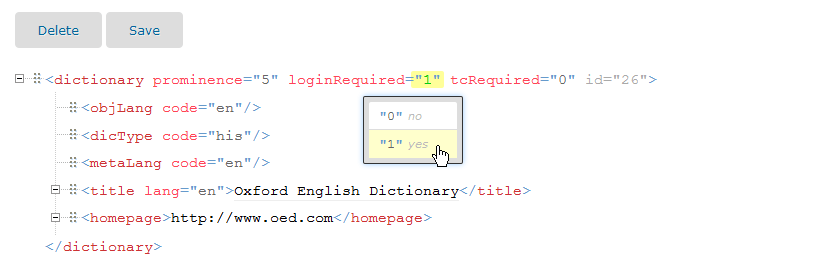 Delete Save
<dictionary prominence="5" loginRequired="1" tcRequired="0" id="26">
<objLang code="en"/>
"0" no
<dicType code="his"/>
"1" yes
<metaLang code="en"/>
<title lang="en">Oxford English Dictionary</title>
<homepage>http://www.oed.com</homepage>
</dictionary>